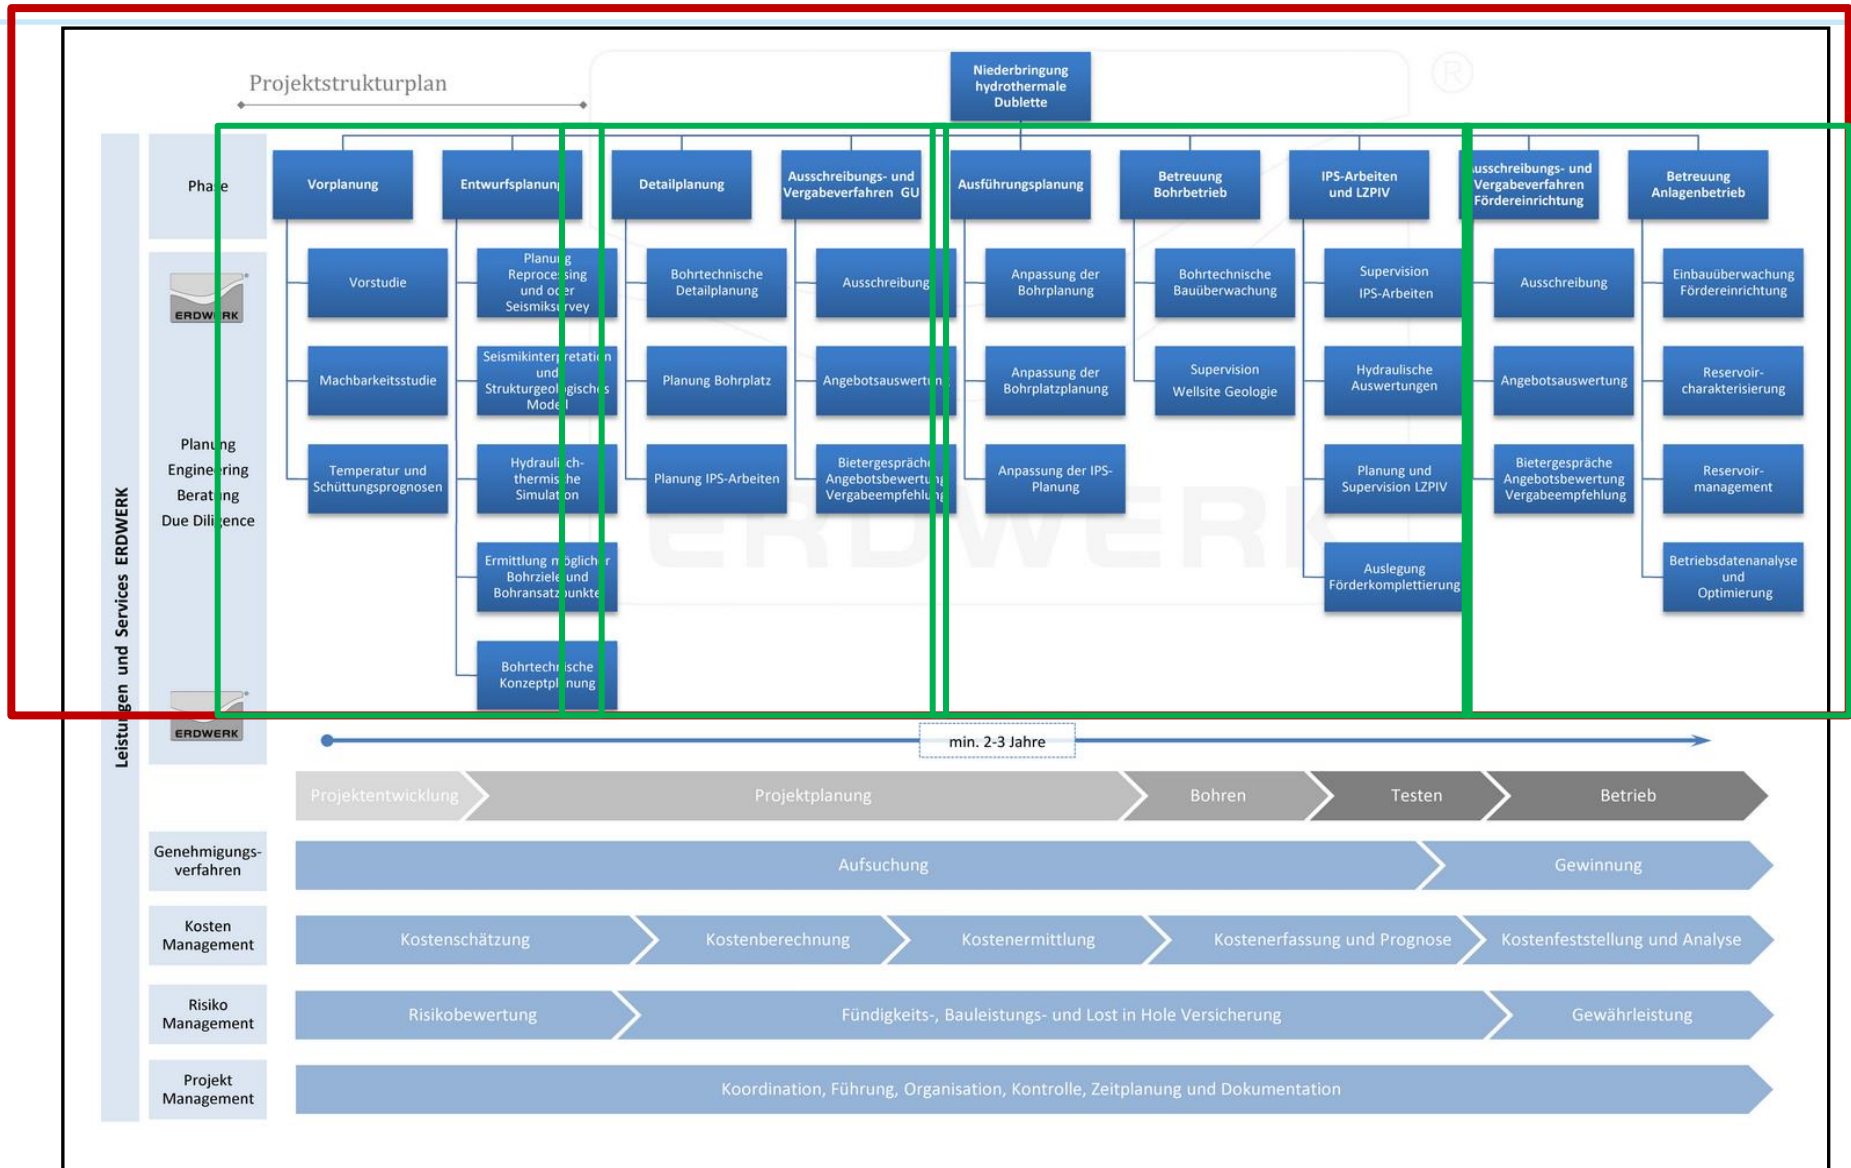 Projektstrukturplan
Niederbringung
hydrothermale
Dublette
®
Leistungen und Services ERDWERK
Phase
Vorplanung
Entwurfsplanung
Detailplanung
Ausschreibungs- und
Vergabeverfahren GU
Ausführungsplanung
Betreuung
Bohrbetrieb
IPS-Arbeiten
und LZPIV
Ausschreibungs- und
Vergabeverfahren
Fördereinrichtung
Betreuung
Anlagenbetrieb
ERDWERK
Planung
Engineering
Beratung
Due Diligence
ERDWERK
Vorstudie
Machbarkeitsstudie
Temperatur und
Schüttungsprognosen
Planung
Reprocessing
und oder
Seismiksurvey
Seismikinterpretation
und
Strukturgeologisches
Modell
Hydraulisch-
thermische
Simulation
Ermittlung möglicher
Bohrziele und
Bohransatzpunkte
Bohrtechnische
Konzeptplanung
Bohrtechnische
Detailplanung
Planung Bohrplatz
Planung IPS-Arbeiten
Ausschreibung
Angebotsauswertung
Bietergespräche
Angebotsbewertung
Vergabeempfehlung
Anpassung der
Bohrplanung
Anpassung der
Bohrplatzplanung
Anpassung der IPS-
Planung
Bohrtechnische
Bauüberwachung
Supervision
Wellsite Geologie
Supervision
IPS-Arbeiten
Hydraulische
Auswertungen
Planung und
Supervision LZPIV
Auslegung
Förderkomplettierung
Ausschreibung
Angebotsauswertung
Bietergespräche
Angebotsbewertung
Vergabeempfehlung
Einbauüberwachung
Fördereinrichtung
Reservoir-
charakterisierung
Reservoir-
management
Betriebsdatenanalyse
und
Optimierung
ERDWERK
min. 2-3 Jahre
Projektentwicklung
Projektplanung
Bohren
Testen
Betrieb
Genehmigungs-
verfahren
Aufsuchung
Gewinnung
Kosten
Management
Kostenschätzung
Kostenberechnung
Kostenermittlung
Kostenerfassung und Prognose
Kostenfeststellung und Analyse
Risiko
Management
Risikobewertung
Fündigkeits-, Bauleistungs- und Lost in Hole Versicherung
Gewährleistung
Projekt
Management
Koordination, Führung, Organisation, Kontrolle, Zeitplanung und Dokumentation